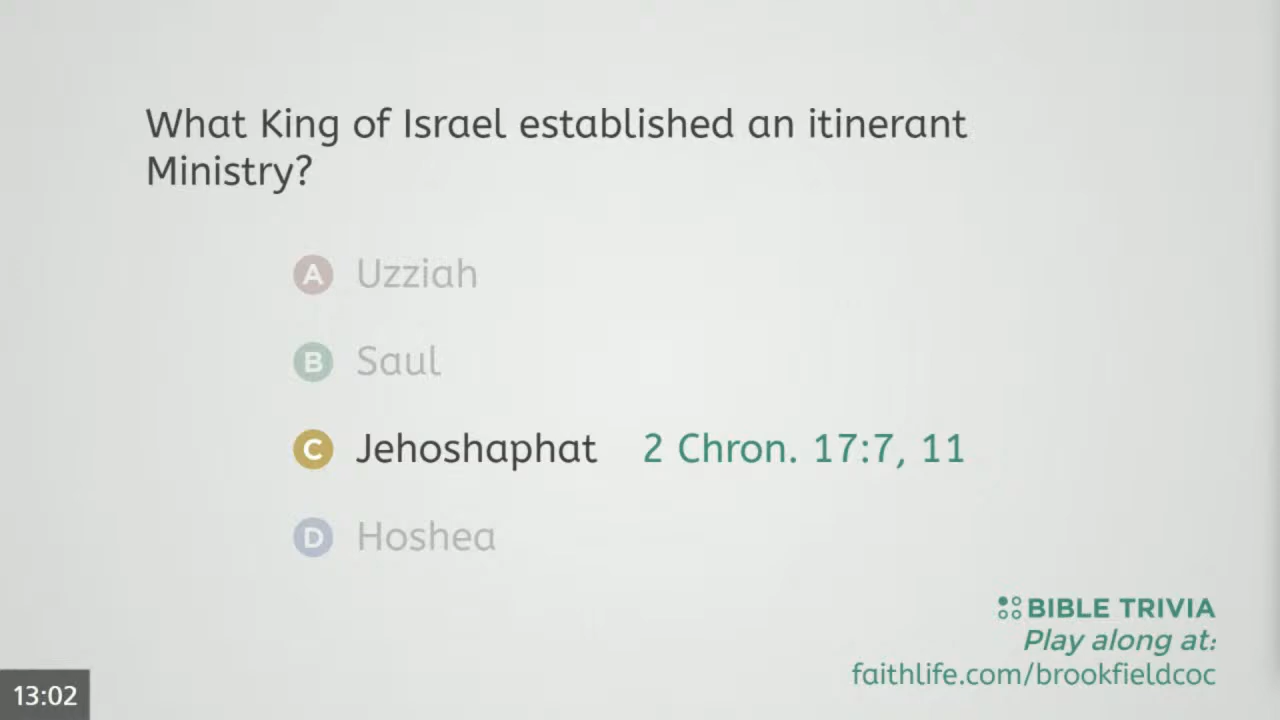 What King of Israel established an itinerant
Ministry?
A Uzziah
B Saul
C Jehoshaphat 2 Chron. 17:7, 11
D Hoshea
BIBLE TRIVIA
Play along at:
faithlife.com/brookfieldcoc
13:02